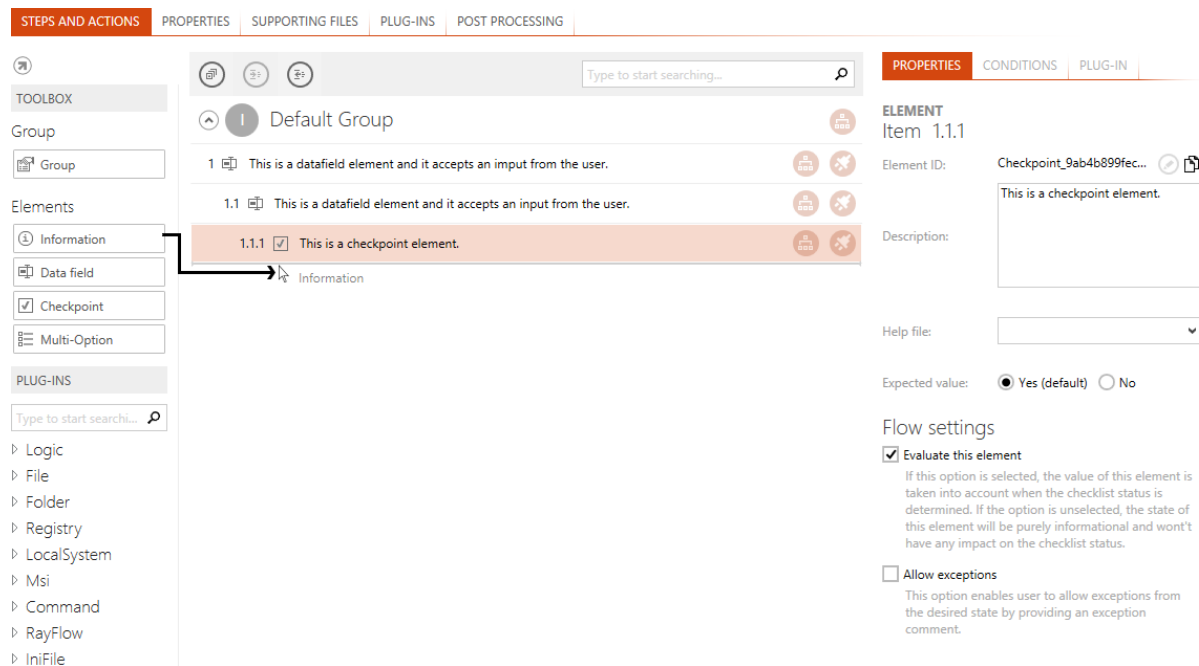 STEPS AND ACTIONS PROPERTIES SUPPORTING FILES PLUG-INS POST PROCESSING
TOOLBOX
Group
Group
Elements
Information
Data field
Checkpoint
Multi-Option
PLUG-INS
Type to start searchi...
Logic
File
Folder
Registry
LocalSystem
Msi
Command
RayFlow
IniFile
Type to start searching...
I Default Group
1 This is a datafield element and it accepts an imput from the user.
1.1 This is a datafield element and it accepts an input from the user.
1.1.1 This is a checkpoint element.
Information
PROPERTIES CONDITIONS PLUG-IN
ELEMENT
Item 1.1.1
Element ID: Checkpoint_9ab4b899fec...
This is a checkpoint element.
Description:
Help file:
Expected value: Yes (default) No
Flow settings
Evaluate this element
If this option is selected, the value of this element is
taken into account when the checklist status is
determined. If the option is unselected, the state of
this element will be purely informational and wont't
have any impact on the checklist status.
Allow exceptions
This option enables user to allow exceptions from
the desired state by providing an exception
comment.